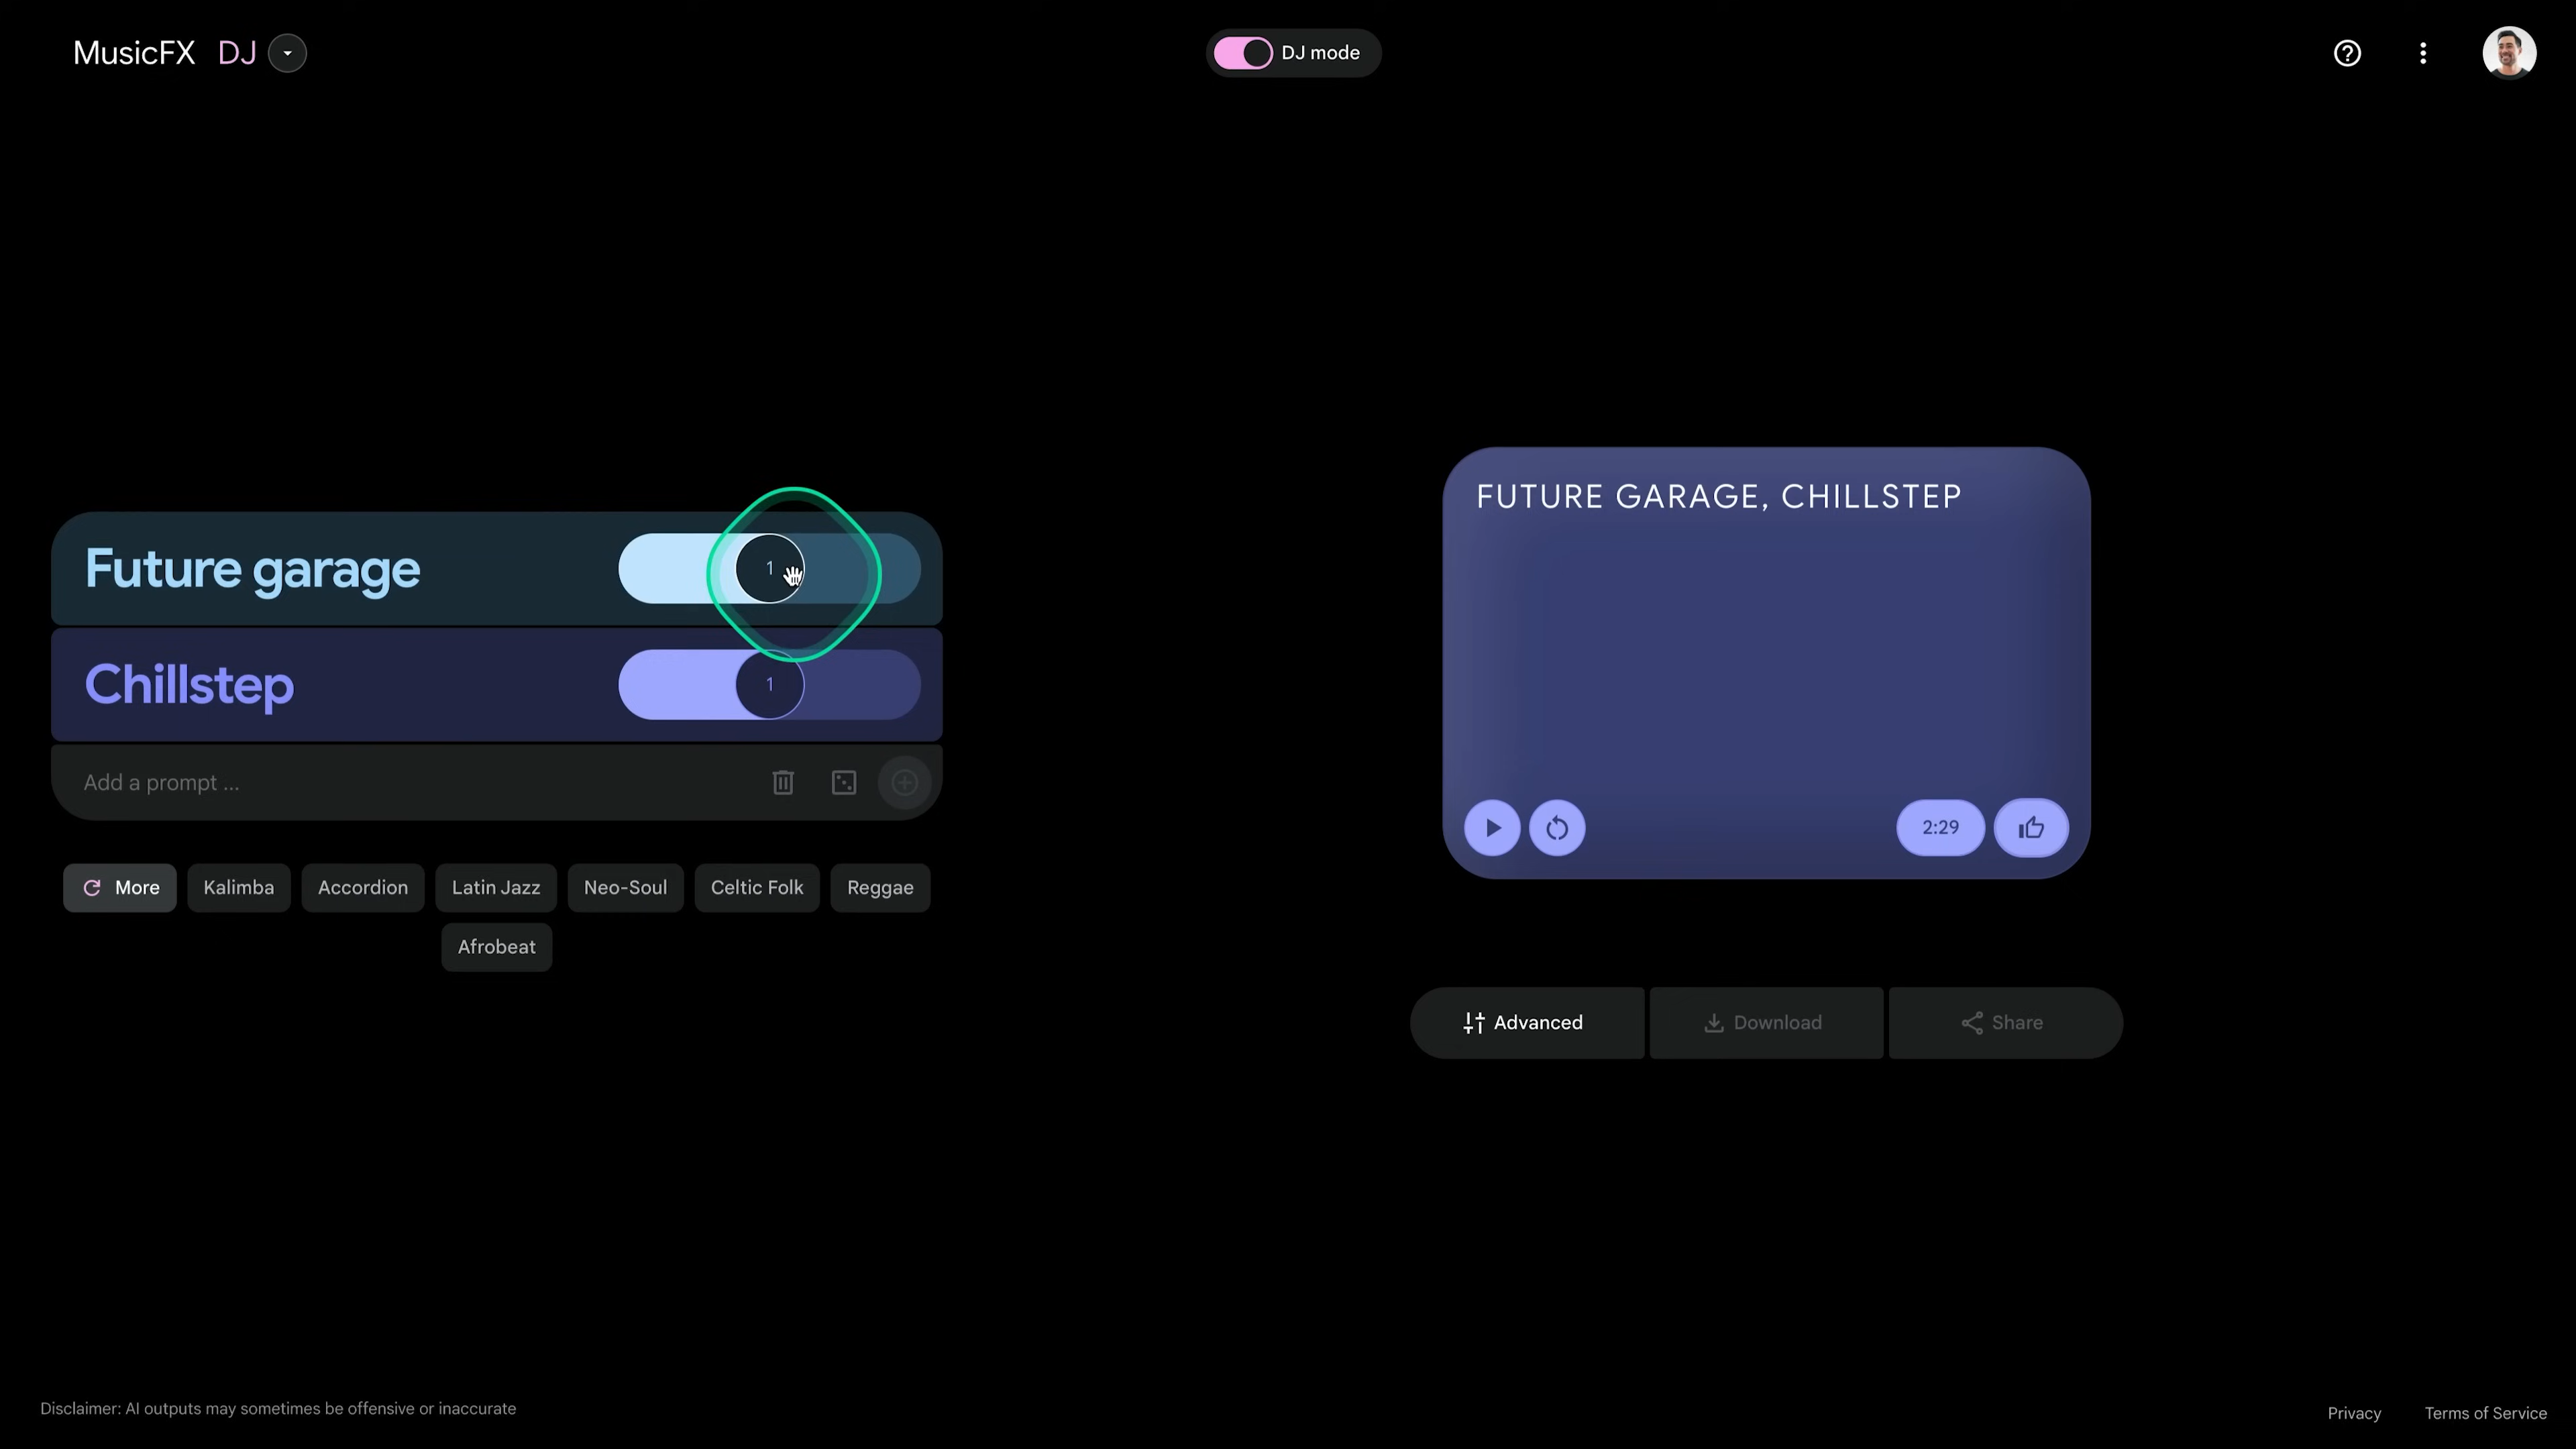 MusicFX DJ
DJ mode
Future garage
1
Chillstep
1
Add a prompt ...
More
Kalimba
Accordion
Latin Jazz
Neo-Soul
Celtic Folk
Reggae
Afrobeat
FUTURE GARAGE, CHILLSTEP
2:29
Advanced
Download
Share
Disclaimer: AI outputs may sometimes be offensive or inaccurate
Privacy
Terms of Service